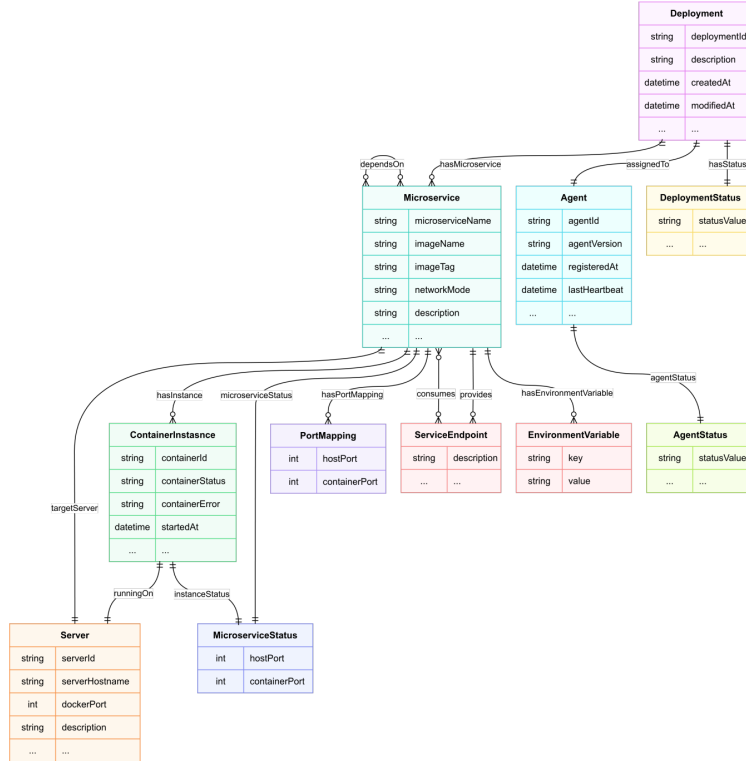 Deployment
string deploymentId
string description
datetime createdAt
datetime modifiedAt
... ...
dependsOn hasMicroservice assignedTo hasStatus
Microservice
string microserviceName
string imageName
string imageTag
string networkMode
string description
... ...
Agent
string agentId
string agentVersion
datetime registeredAt
datetime lastHeartbeat
... ...
DeploymentStatus
string statusValue
... ...
agentStatus
hasInstance microserviceStatus hasPortMapping consumes provides hasEnvironmentVariable
ContainerInstasnce
string containerId
string containerStatus
string containerError
datetime startedAt
... ...
PortMapping
int hostPort
int containerPort
ServiceEndpoint
string description
... ...
EnvironmentVariable
string key
string value
AgentStatus
string statusValue
... ...
targetServer
runningOn instanceStatus
Server
string serverId
string serverHostname
int dockerPort
string description
... ...
MicroserviceStatus
int hostPort
int containerPort